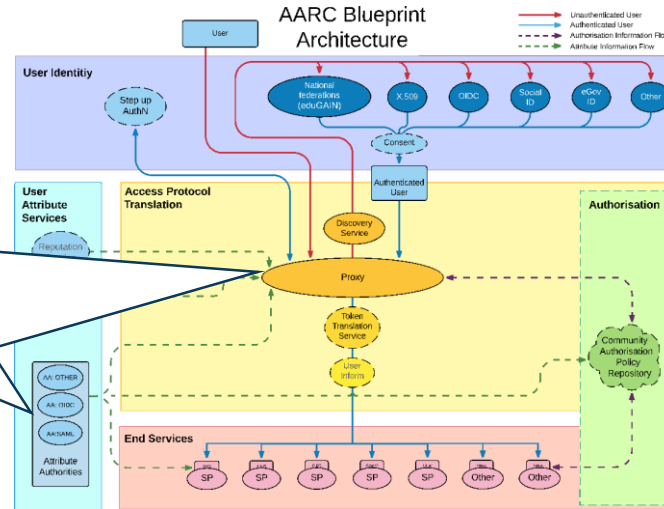 AARC Blueprint
Architecture
User
Unauthenticated User
Authenticated User
Authorisation Information Flo
Attribute Information Flow
User Identitiy
Step up
AuthN
National
federations
(eduGAIN)
X.509
OIDC
Social
ID
eGov
ID
Other
Consent
Authenticated
User
User
Attribute
Services
Access Protocol
Translation
Authorisation
Reputation
Discovery
Service
Proxy
Token
Translation
Service
User
Inform
Community
Authorisation
Policy
Repository
AA: OTHER
AA: OIDC
AA:SAML
Attribute
Authorities
End Services
SP
SP
SP
SP
SP
Other
Other